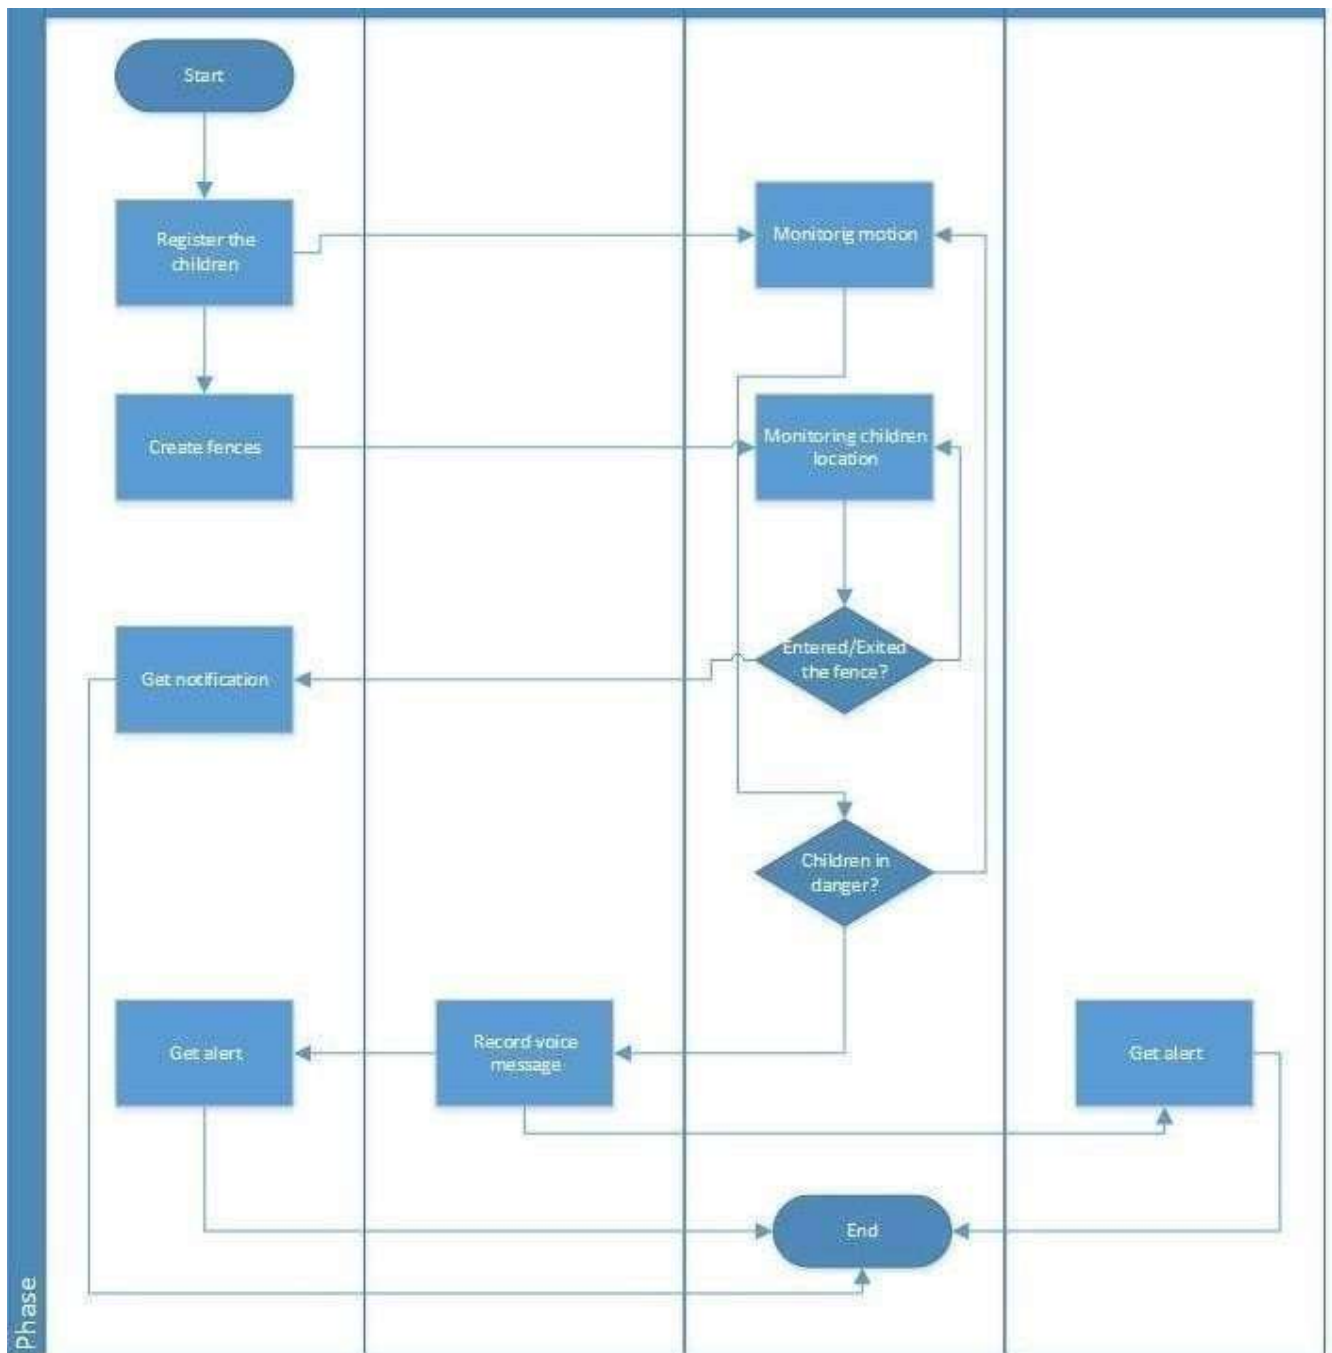 Start
Register the
children
Monitorig motion
Create fences
Monitoring children
location
Entered/Exited
the fence?
Get notification
Children in
danger?
Get alert
Record voice
message
Get alert
End
Phase